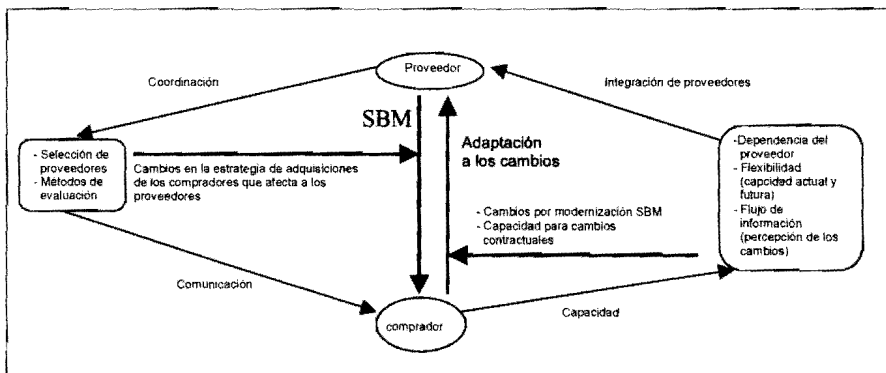 Proveedor
Coordinación
Integración de proveedores
SBM
Adaptación
a los cambios
- Selección de
proveedores
- Métodos de
evaluación
Cambios en la estrategia de adquisiciones
de los compradores que afecta a los
proveedores
-Dependencia del
proveedor
- Flexibilidad
(capcidad actual y
futura)
- Flujo de
información
(percepción de los
cambios)
- Cambios por modernización SBM
- Capacidad para cambios
contractuales
Comunicación
Capacidad
comprador